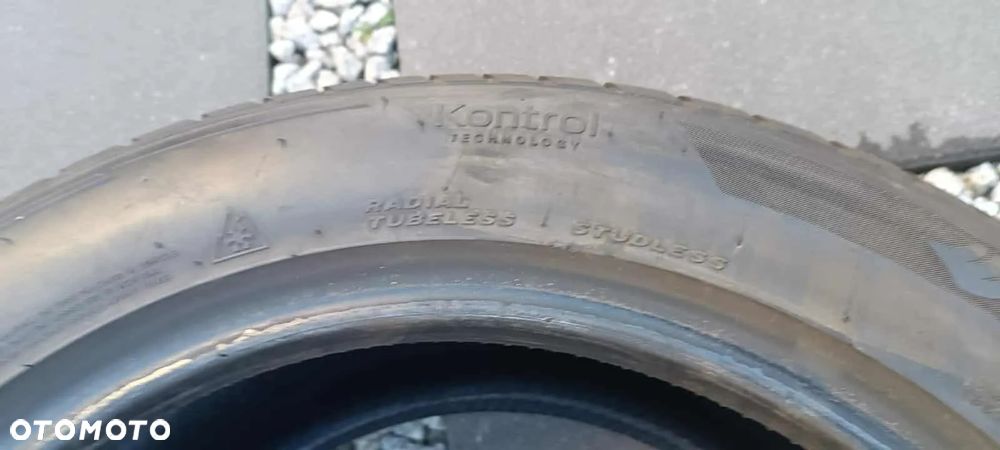 Kontrol
TECHNOLOGY
RADIAL
TUBELESS
STUDLESS
OTOMOTO